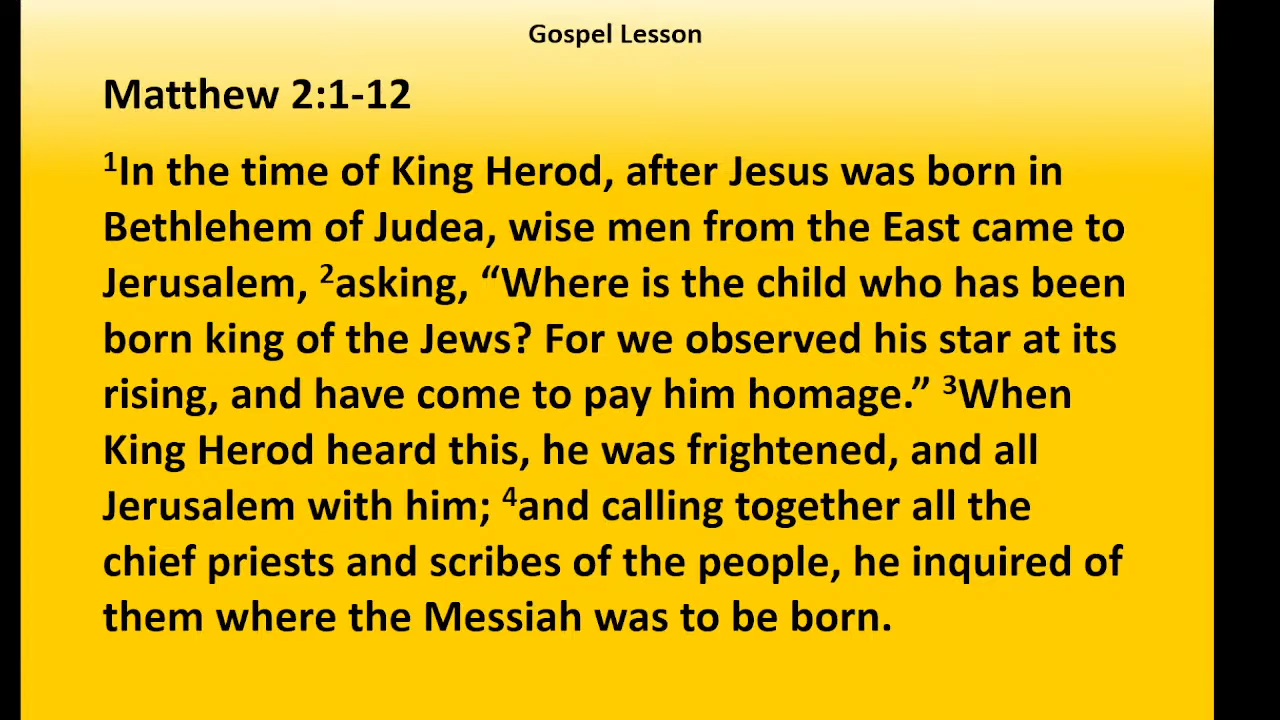 Gospel Lesson
Matthew 2:1-12
¹In the time of King Herod, after Jesus was born in
Bethlehem of Judea, wise men from the East came to
Jerusalem, ²asking, “Where is the child who has been
born king of the Jews? For we observed his star at its
rising, and have come to pay him homage.” ³When
King Herod heard this, he was frightened, and all
Jerusalem with him; ⁴and calling together all the
chief priests and scribes of the people, he inquired of
them where the Messiah was to be born.